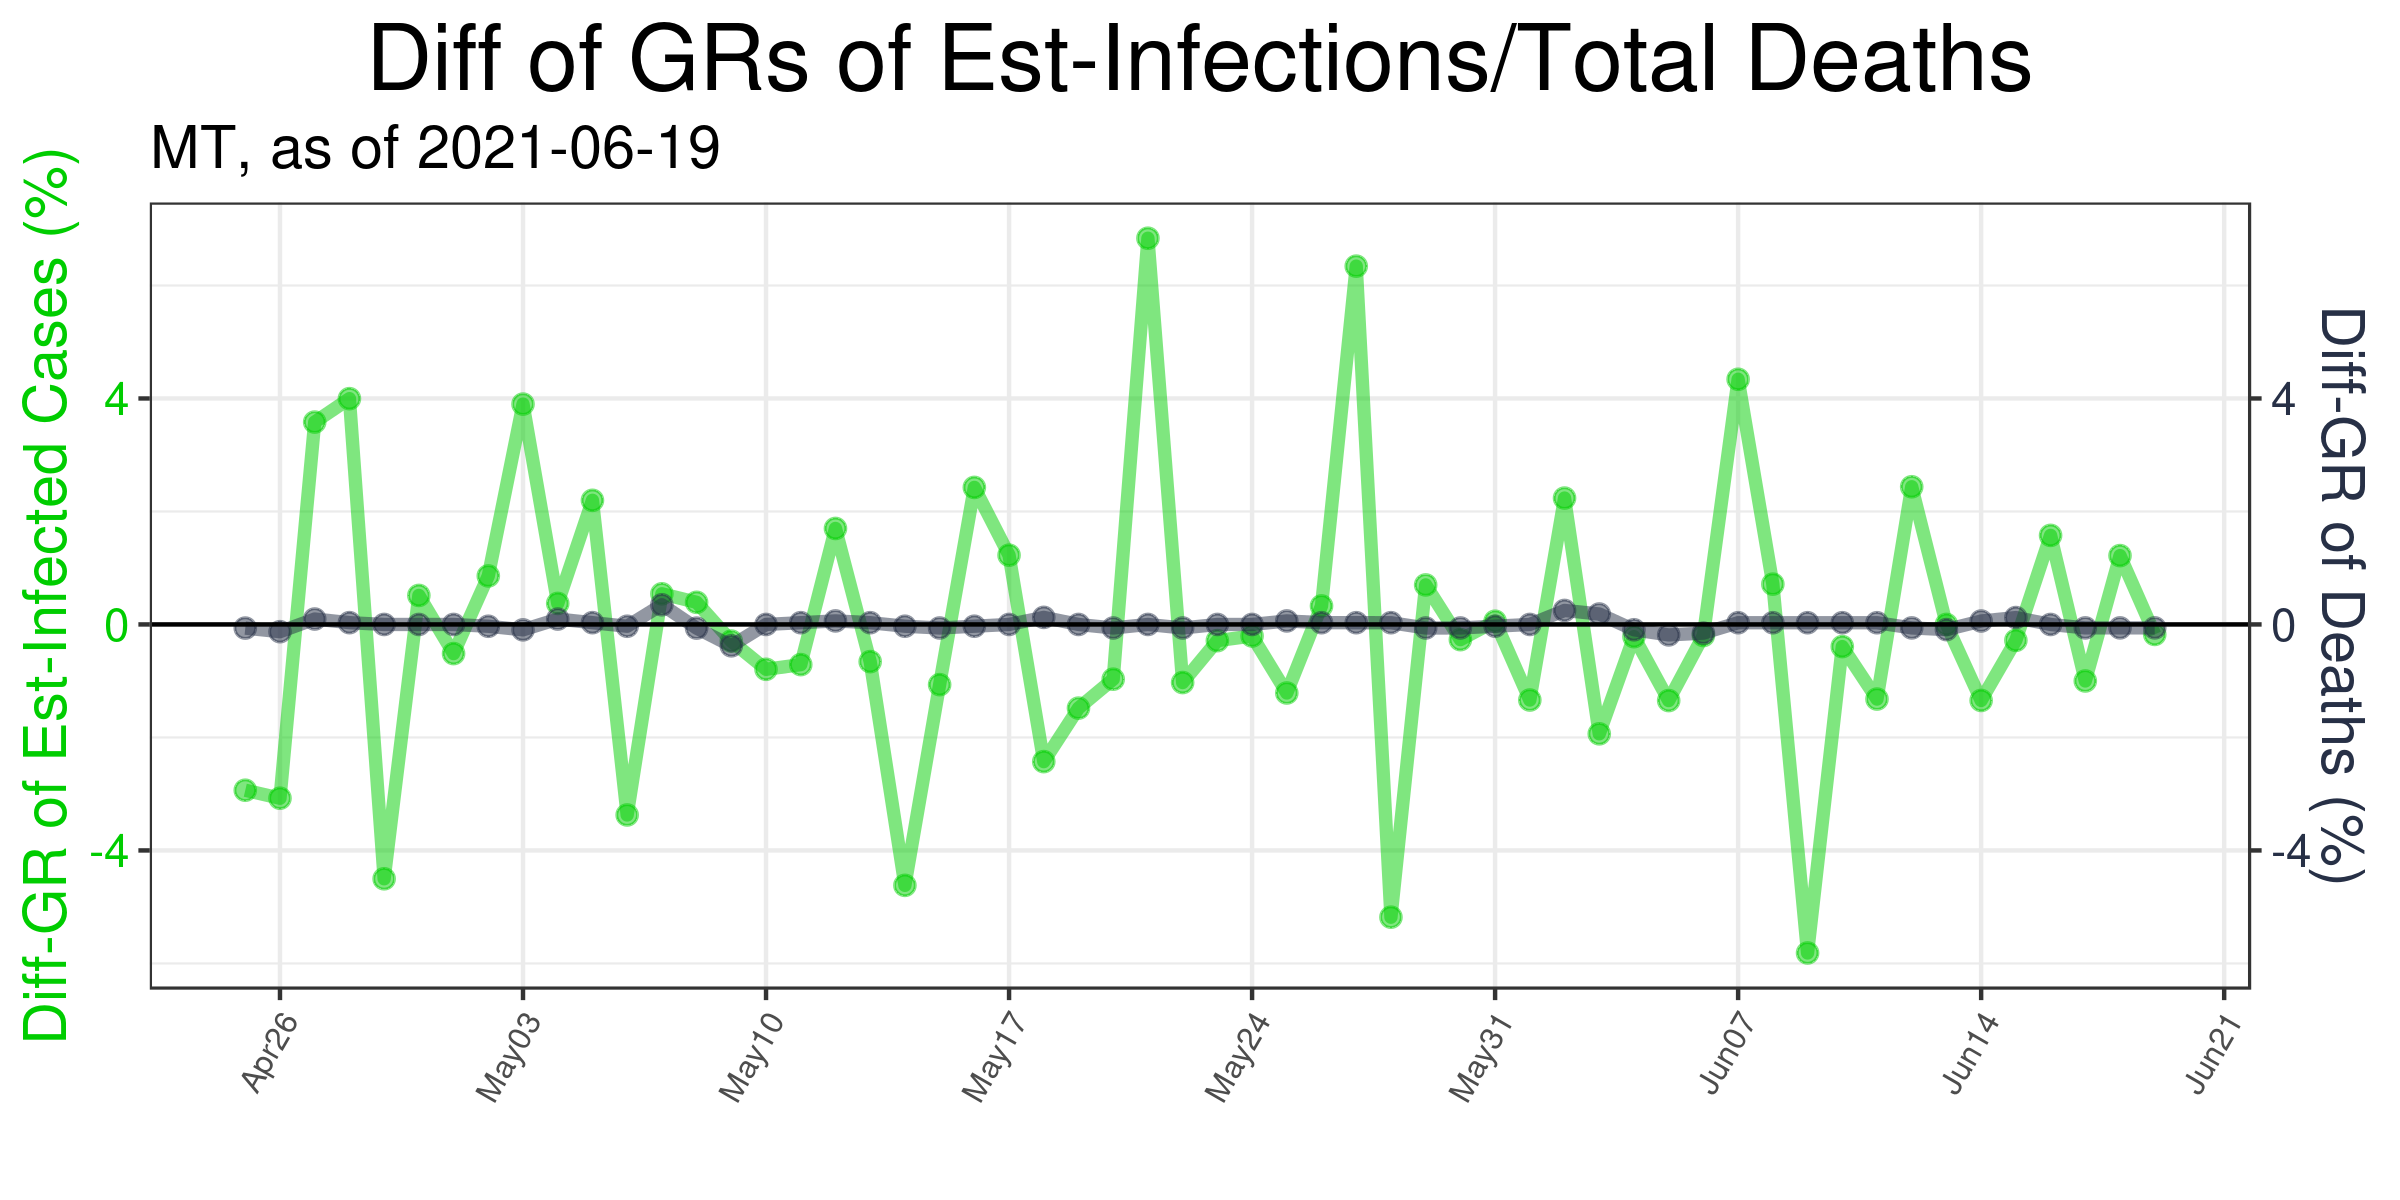 Diff of GRs of Est-Infections/Total Deaths
MT, as of 2021-06-19
Diff-GR of Est-Infected Cases (%)
4
0
-4
4
0
-4
Diff-GR of Deaths (%)
Apr26
May03
May10
May17
May24
May31
Jun07
Jun14
Jun21